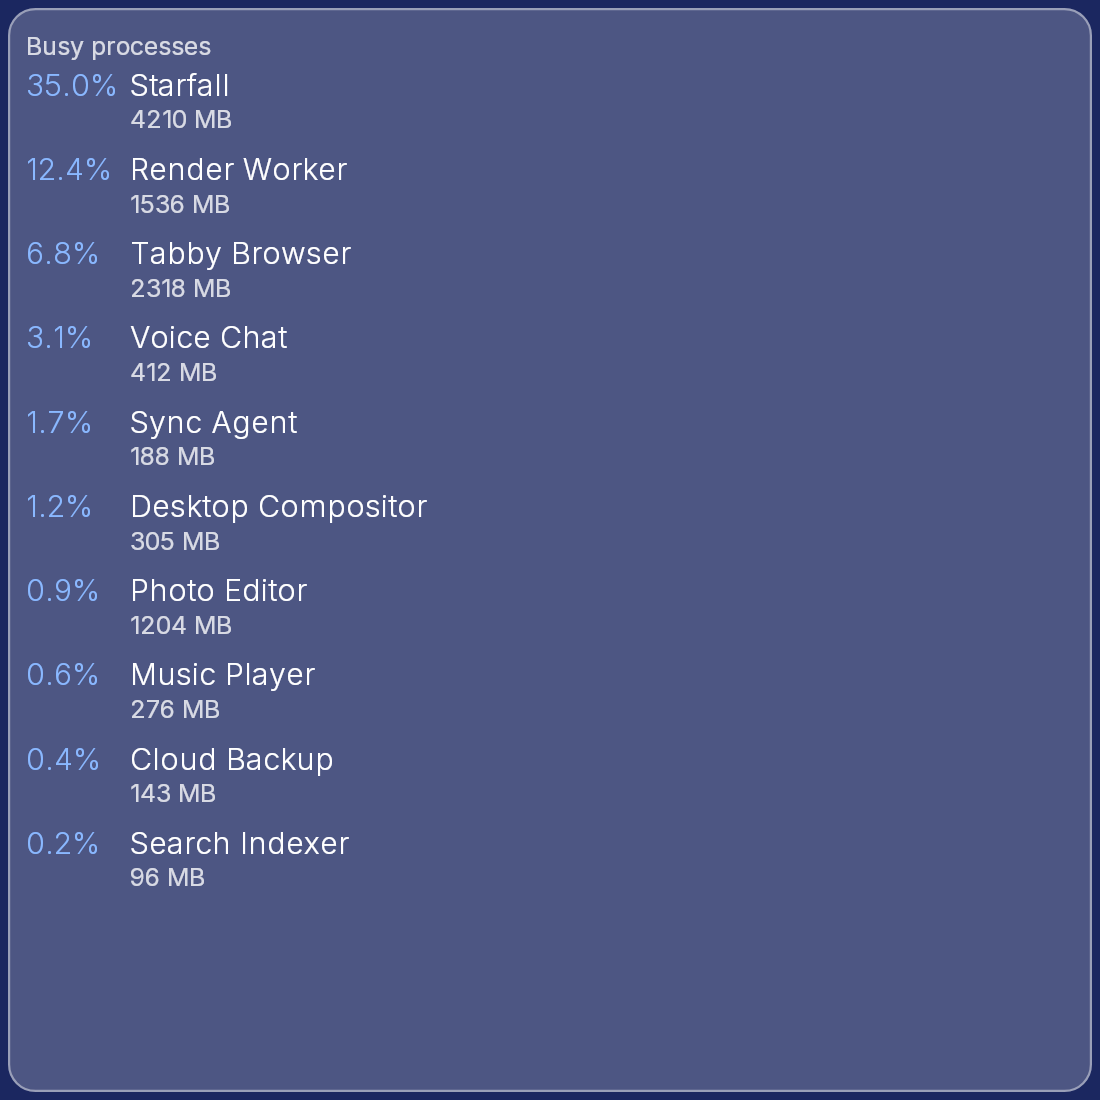 Busy processes
35.0% Starfall
4210 MB
12.4% Render Worker
1536 MB
6.8% Tabby Browser
2318 MB
3.1% Voice Chat
412 MB
1.7% Sync Agent
188 MB
1.2% Desktop Compositor
305 MB
0.9% Photo Editor
1204 MB
0.6% Music Player
276 MB
0.4% Cloud Backup
143 MB
0.2% Search Indexer
96 MB